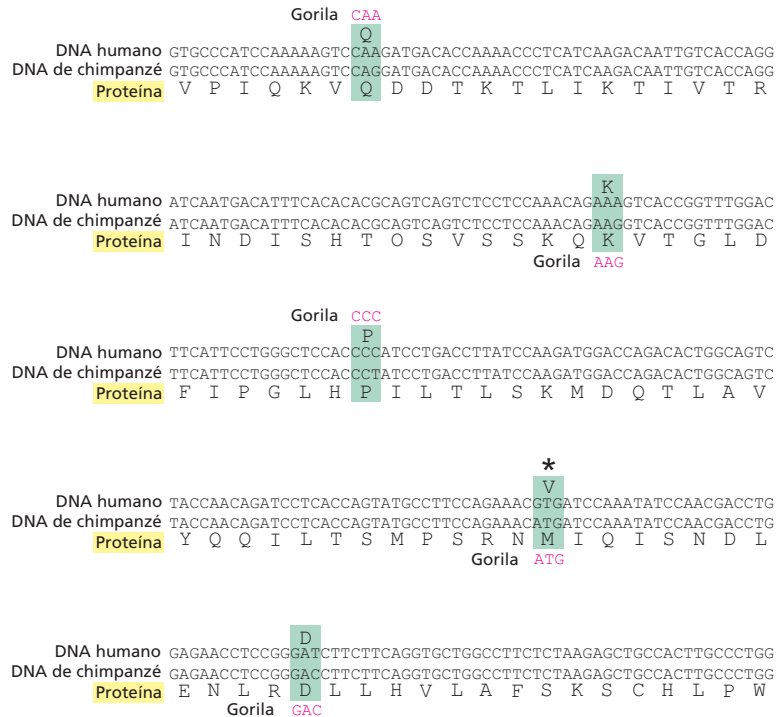 Gorila CAA
Q
DNA humano GTGCCCATCCAAAAAGTCCAAGATGACACCAAAACCCTCATCAAGACAATTGTCACCAGG
DNA de chimpanzé GTGCCCATCCAAAAAGTCCAGGATGACACCAAAACCCTCATCAAGACAATTGTCACCAGG
Proteína V P I Q K V Q D D T K T L I K T I V T R
K
DNA humano ATCAATGACATTTCACACACGCAGTCAGTCTCCTCCAAACAGAAAGTCACCGGTTTGGAC
DNA de chimpanzé ATCAATGACATTTCACACACGCAGTCAGTCTCCTCCAAACAGAAGGTCACCGGTTTGGAC
Proteína I N D I S H T O S V S S K Q K V T G L D
Gorila AAG
Gorila CCC
P
DNA humano TTCATTCCTGGGCTCCACCCCATCCTGACCTTATCCAAGATGGACCAGACACTGGCAGTC
DNA de chimpanzé TTCATTCCTGGGCTCCACCCTATCCTGACCTTATCCAAGATGGACCAGACACTGGCAGTC
Proteína F I P G L H P I L T L S K M D Q T L A V
*
V
DNA humano TACCAACAGATCCTCACCAGTATGCCTTCCAGAAACGTGATCCAAATATCCAACGACCTG
DNA de chimpanzé TACCAACAGATCCTCACCAGTATGCCTTCCAGAAACATGATCCAAATATCCAACGACCTG
Proteína Y Q Q I L T S M P S R N M I Q I S N D L
Gorila ATG
D
DNA humano GAGAACCTCCGGGATCTTCTTCAGGTGCTGGCCTTCTCTAAGAGCTGCCACTTGCCCTGG
DNA de chimpanzé GAGAACCTCCGGGACCTTCTTCAGGTGCTGGCCTTCTCTAAGAGCTGCCACTTGCCCTGG
Proteína E N L R D L L H V L A F S K S C H L P W
Gorila GAC